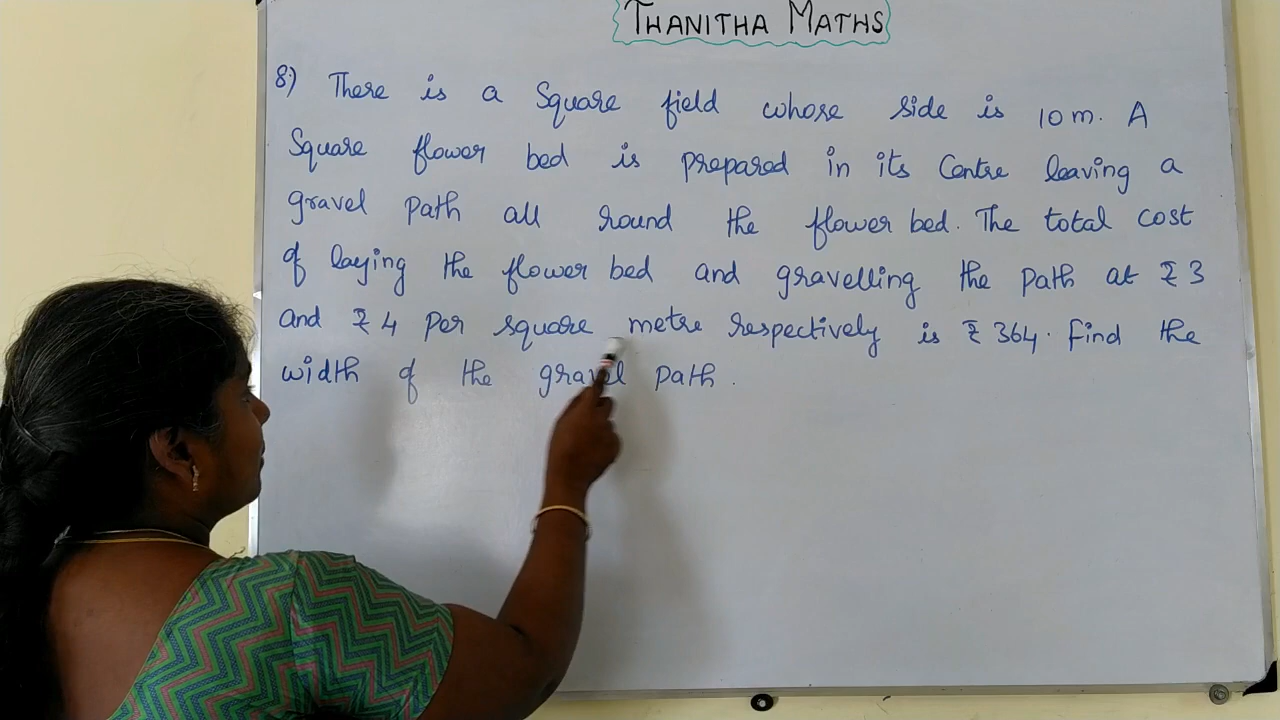 THANITHA MATHS
8) There is a Square field whose side is 10 m. A
Square flower bed is prepared in its Centre leaving a
gravel path all round the flower bed. The total cost
of laying the flower bed and gravelling the path at ₹ 3
and ₹ 4 per square metre respectively is ₹ 364. Find the
width of the gravel path.